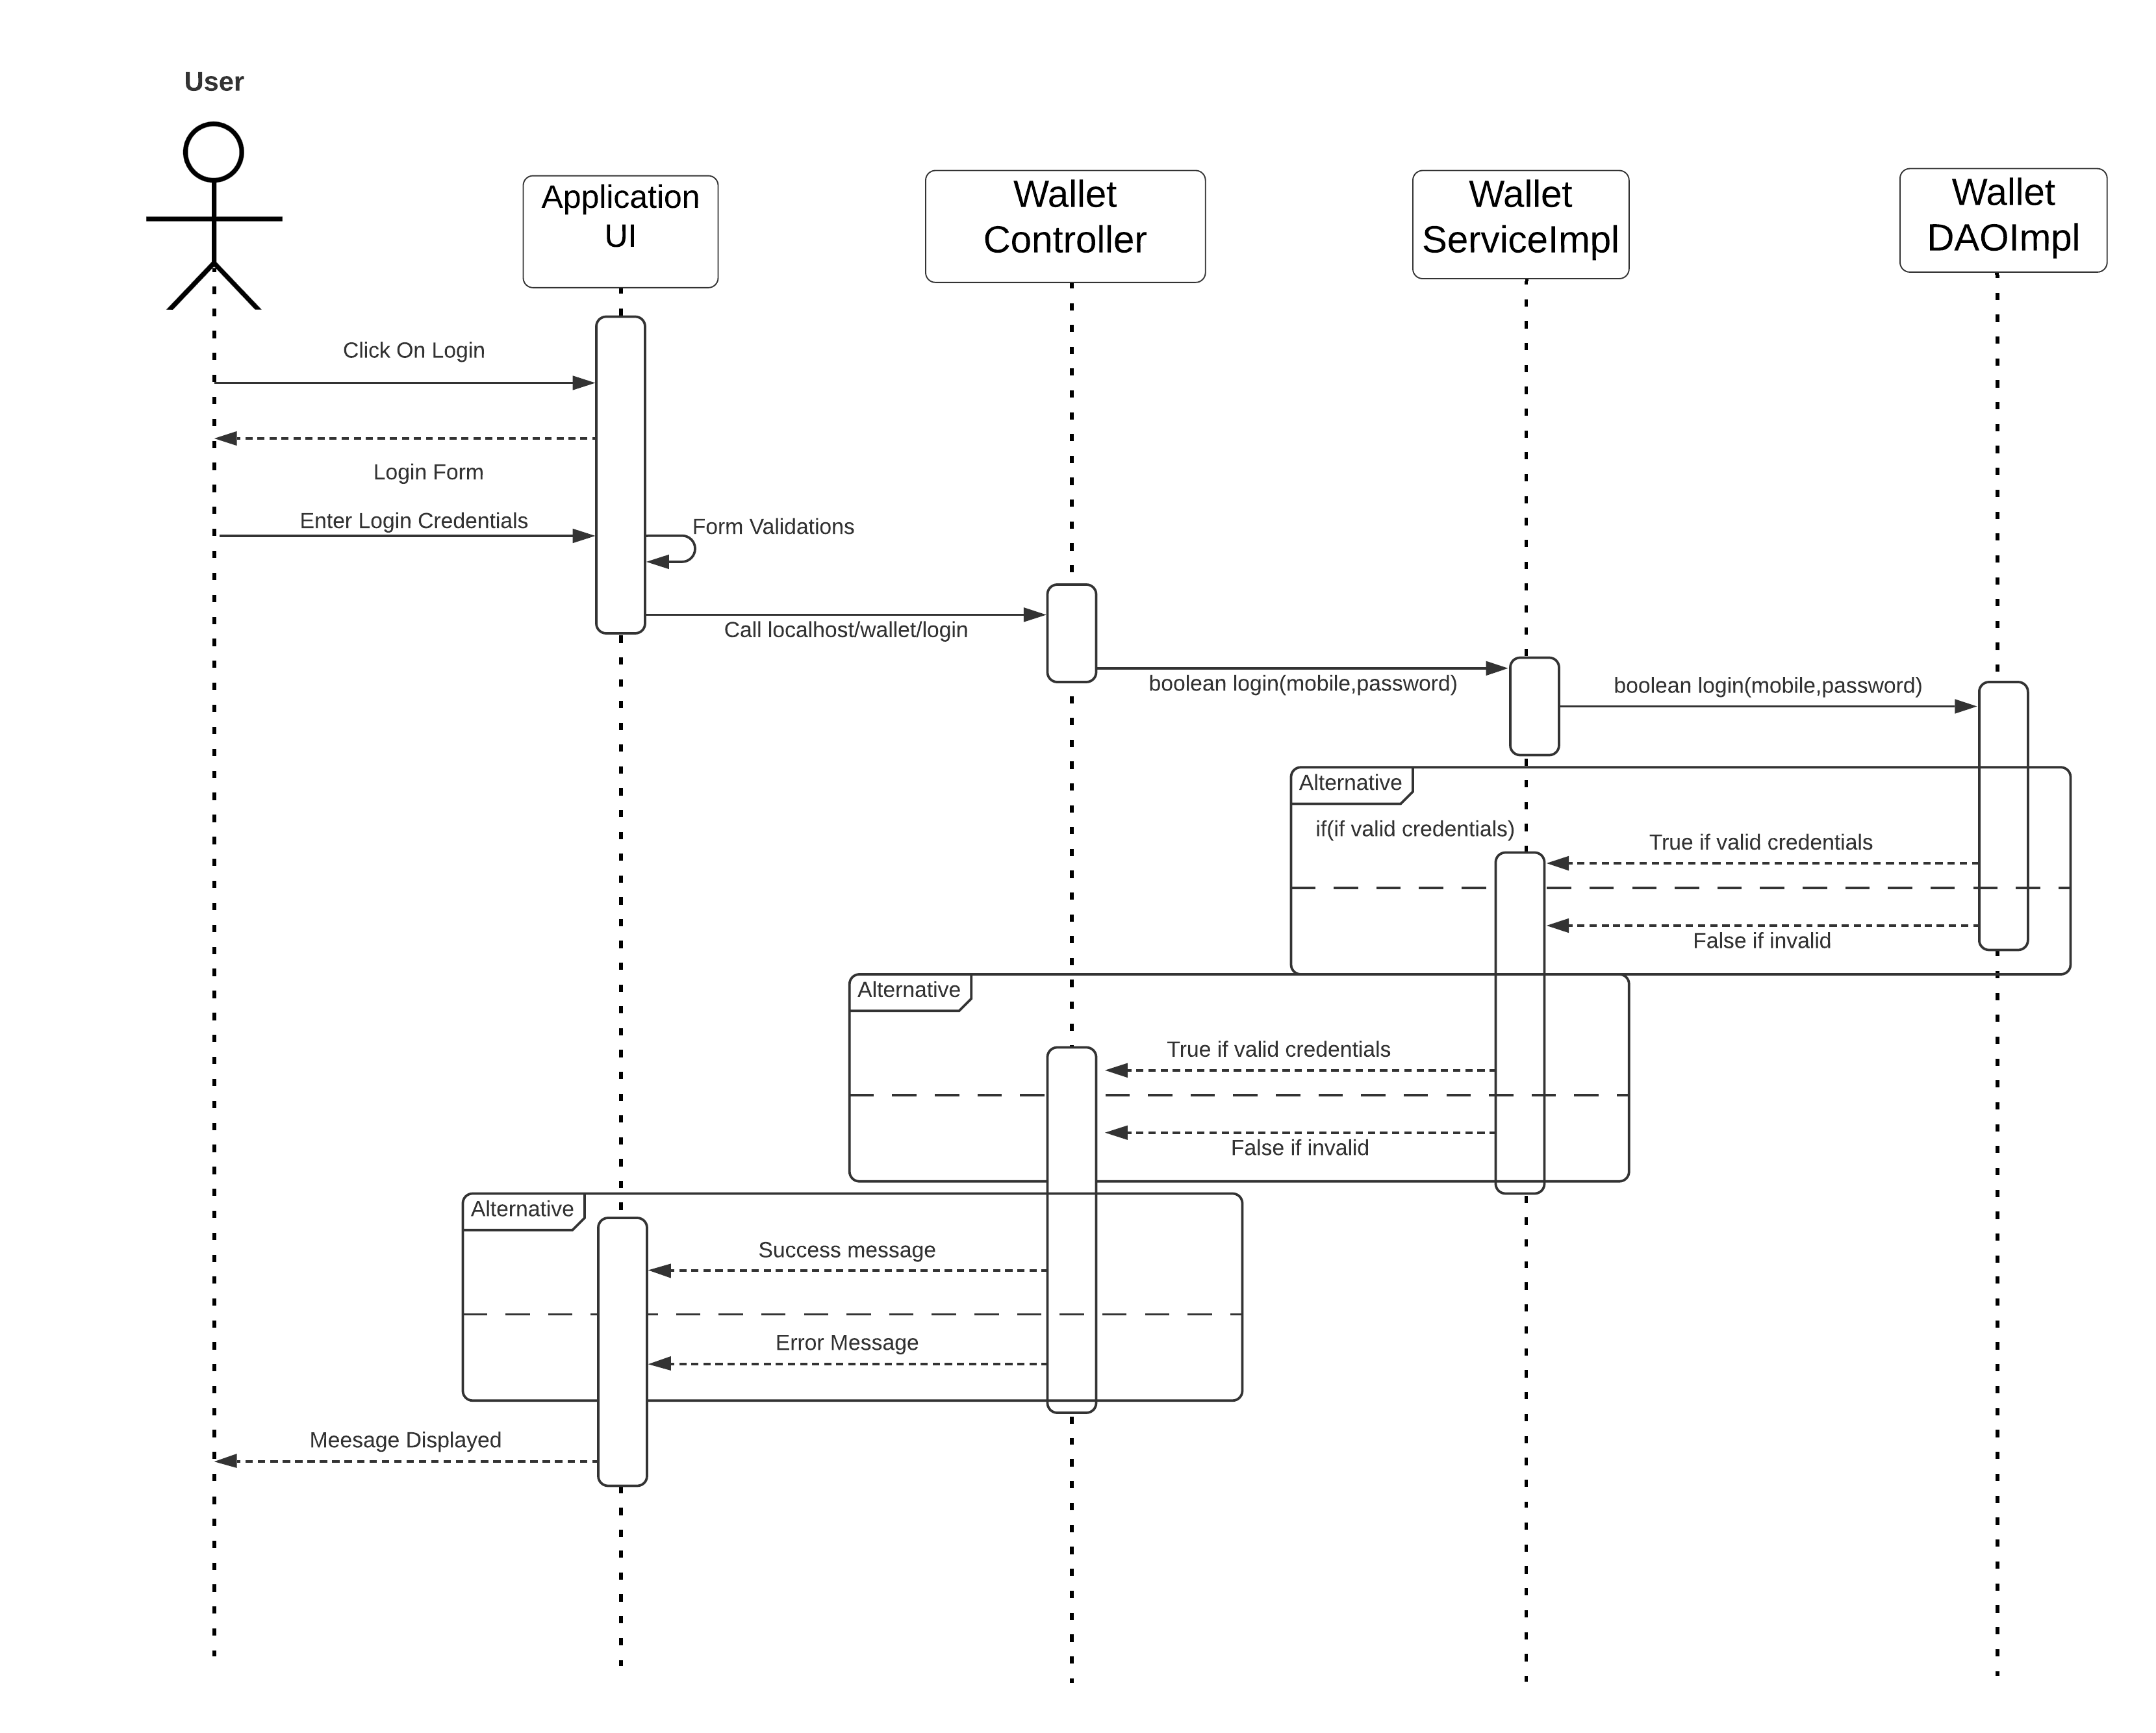 User
Application
UI
Wallet
Controller
Wallet
ServiceImpl
Wallet
DAOImpl
Click On Login
Login Form
Enter Login Credentials
Form Validations
Call localhost/wallet/login
boolean login(mobile,password)
boolean login(mobile,password)
Alternative
if(if valid credentials)
True if valid credentials
False if invalid
Alternative
True if valid credentials
False if invalid
Alternative
Success message
Error Message
Meesage Displayed